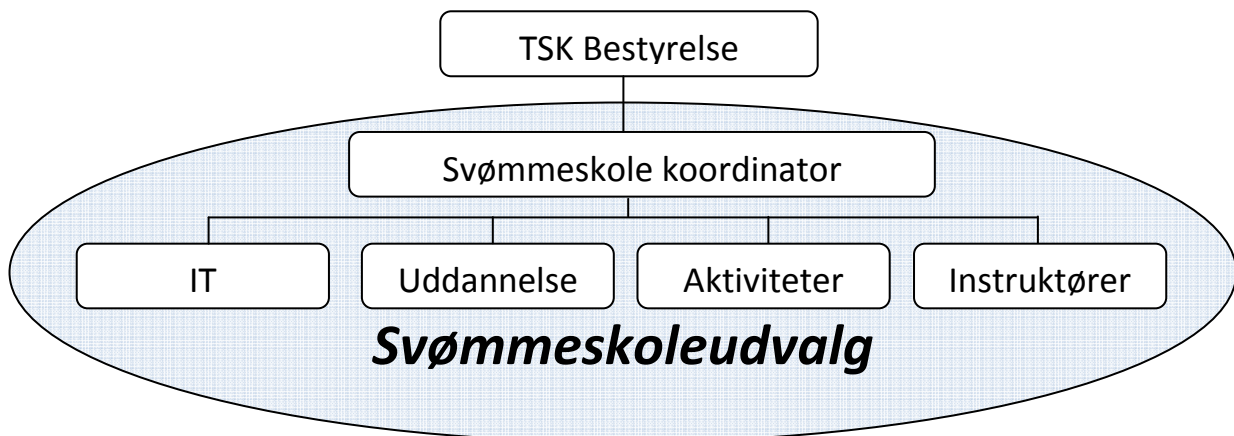 TSK Bestyrelse
Svømmeskole koordinator
IT
Uddannelse
Aktiviteter
Instruktører
Svømmeskoleudvalg